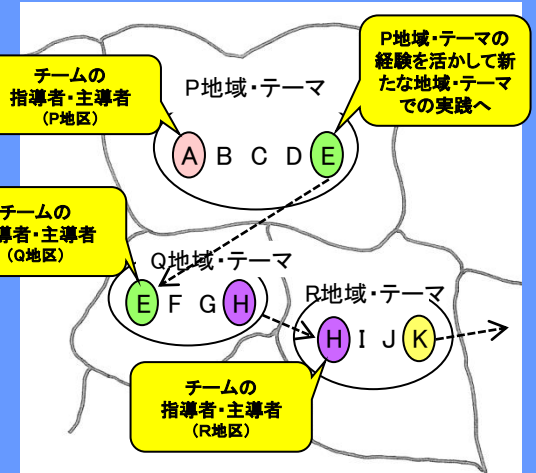 P地域・テーマの
経験を活かして新
たな地域・テーマ
での実践へ
チームの
指導者・主導者
（P地区）
P地域・テーマ
A B C D E
チームの
導者・主導者
（Q地区）
Q地域・テーマ
E F G H
R地域・テーマ
H I J K
チームの
指導者・主導者
（R地区）